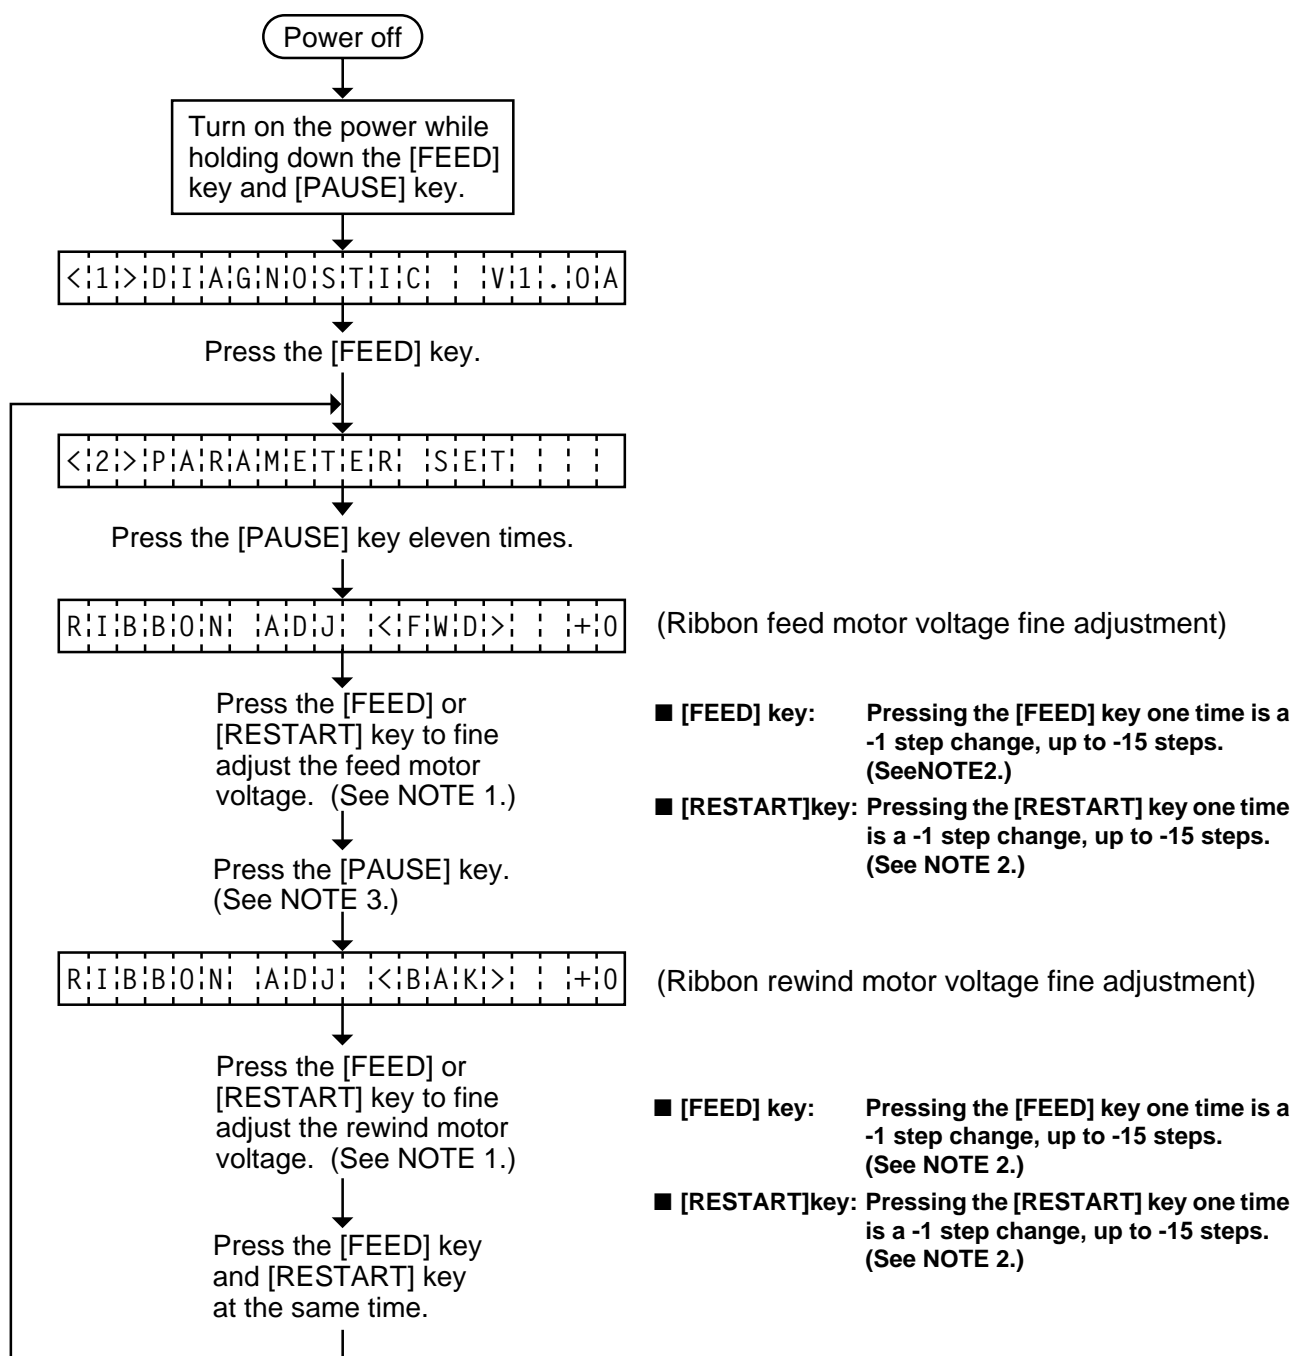 Power off
Turn on the power while
holding down the [FEED]
key and [PAUSE] key.
<1>DIAGNOSTIC  V1.0A
Press the [FEED] key.
<2>PARAMETER SET
Press the [PAUSE] key eleven times.
RIBBON ADJ <FWD>  +0
(Ribbon feed motor voltage fine adjustment)
Press the [FEED] or
[RESTART] key to fine
adjust the feed motor
voltage.  (See NOTE 1.)
■ [FEED] key: Pressing the [FEED] key one time is a
-1 step change, up to -15 steps.
(SeeNOTE2.)
■ [RESTART]key: Pressing the [RESTART] key one time
is a -1 step change, up to -15 steps.
(See NOTE 2.)
Press the [PAUSE] key.
(See NOTE 3.)
RIBBON ADJ <BAK>  +0
(Ribbon rewind motor voltage fine adjustment)
Press the [FEED] or
[RESTART] key to fine
adjust the rewind motor
voltage.  (See NOTE 1.)
■ [FEED] key: Pressing the [FEED] key one time is a
-1 step change, up to -15 steps.
(See NOTE 2.)
■ [RESTART]key: Pressing the [RESTART] key one time
is a -1 step change, up to -15 steps.
(See NOTE 2.)
Press the [FEED] key
and [RESTART] key
at the same time.